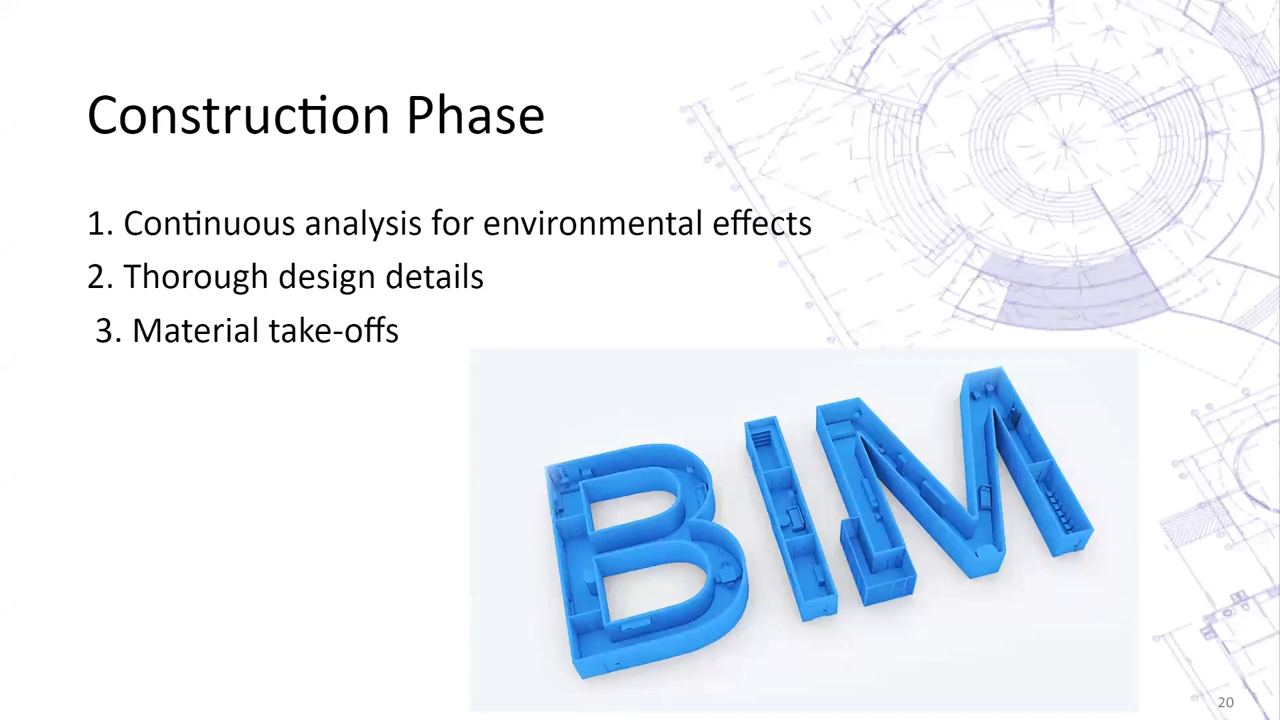 Construction Phase
1. Continuous analysis for environmental effects
2. Thorough design details
3. Material take-offs
BIM
20